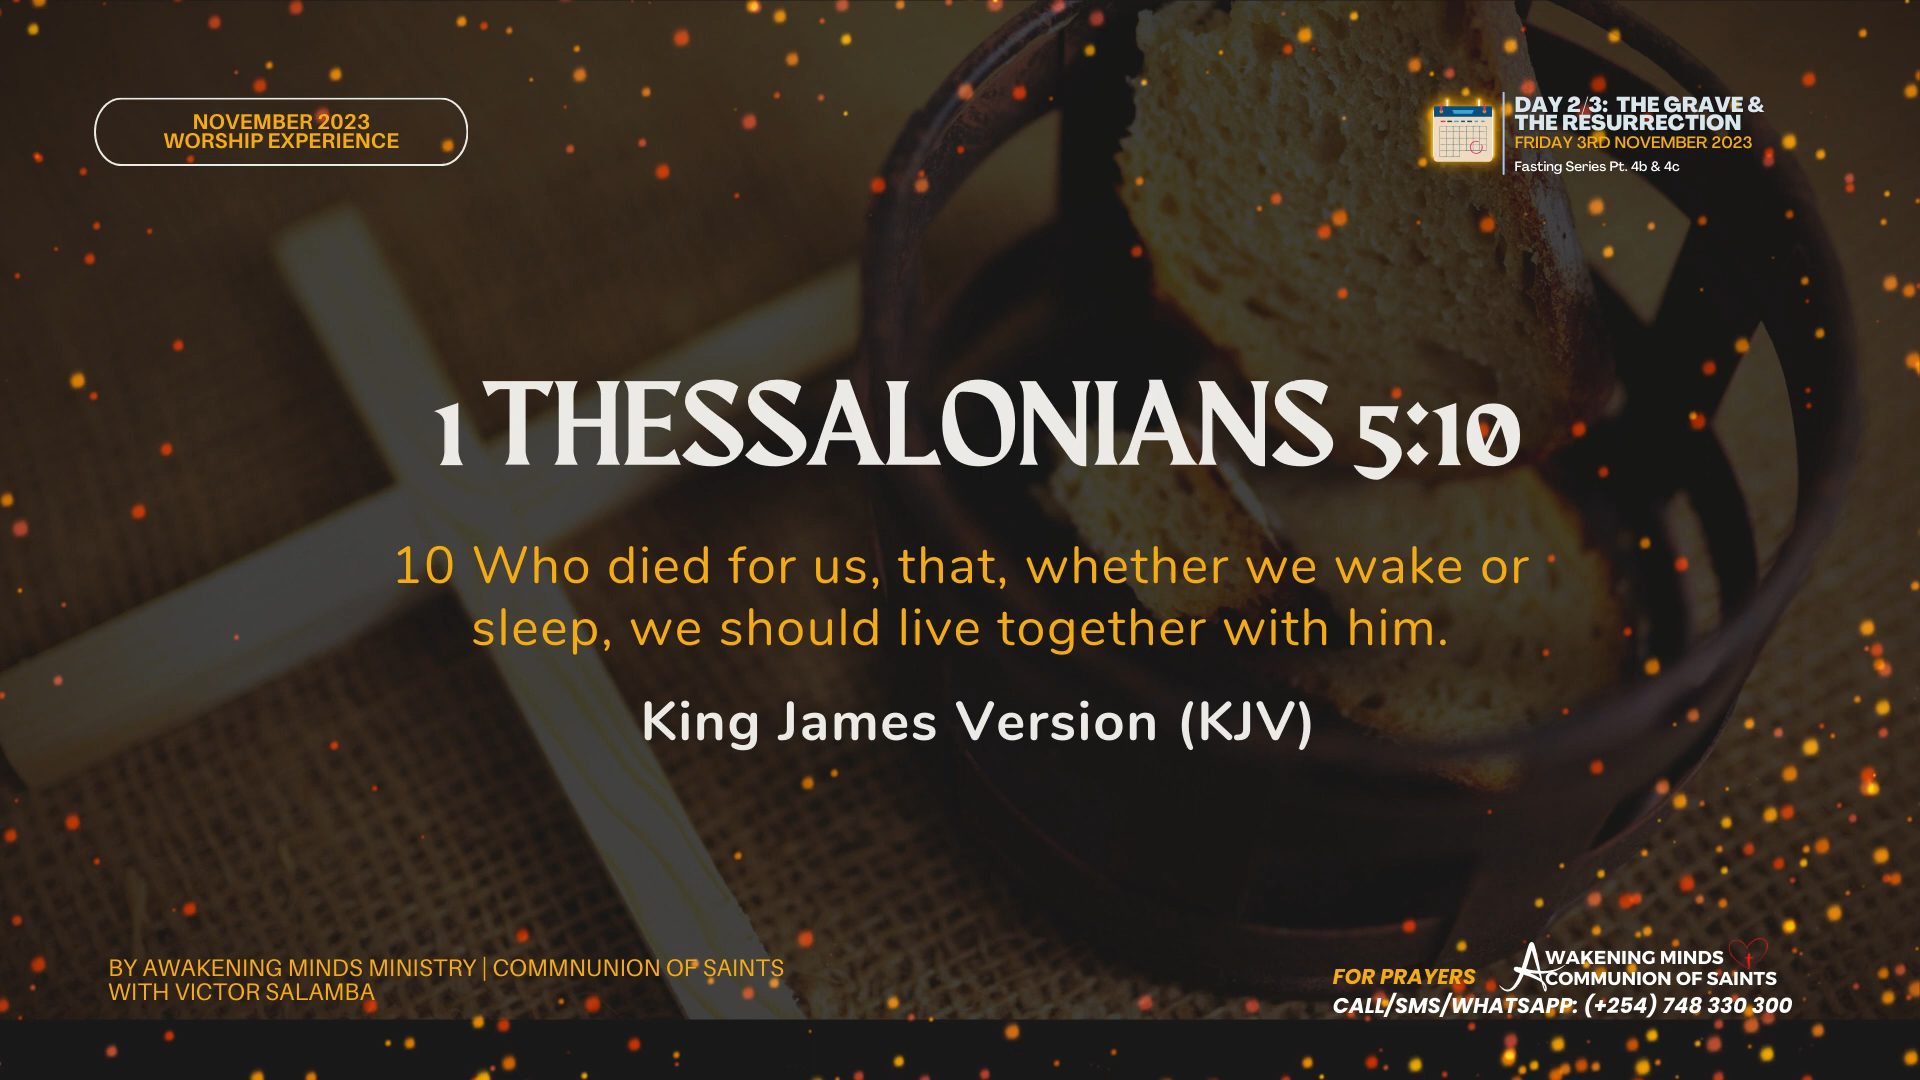 NOVEMBER 2023
WORSHIP EXPERIENCE
DAY 2/3: THE GRAVE &
THE RESURRECTION
FRIDAY 3RD NOVEMBER 2023
Fasting Series Pt. 4b & 4c
1 THESSALONIANS 5:10
10 Who died for us, that, whether we wake or
sleep, we should live together with him.
King James Version (KJV)
BY AWAKENING MINDS MINISTRY | COMMNUNION OF SAINTS
WITH VICTOR SALAMBA
FOR PRAYERS
AWAKENING MINDS
COMMUNION OF SAINTS
CALL/SMS/WHATSAPP: (+254) 748 330 300